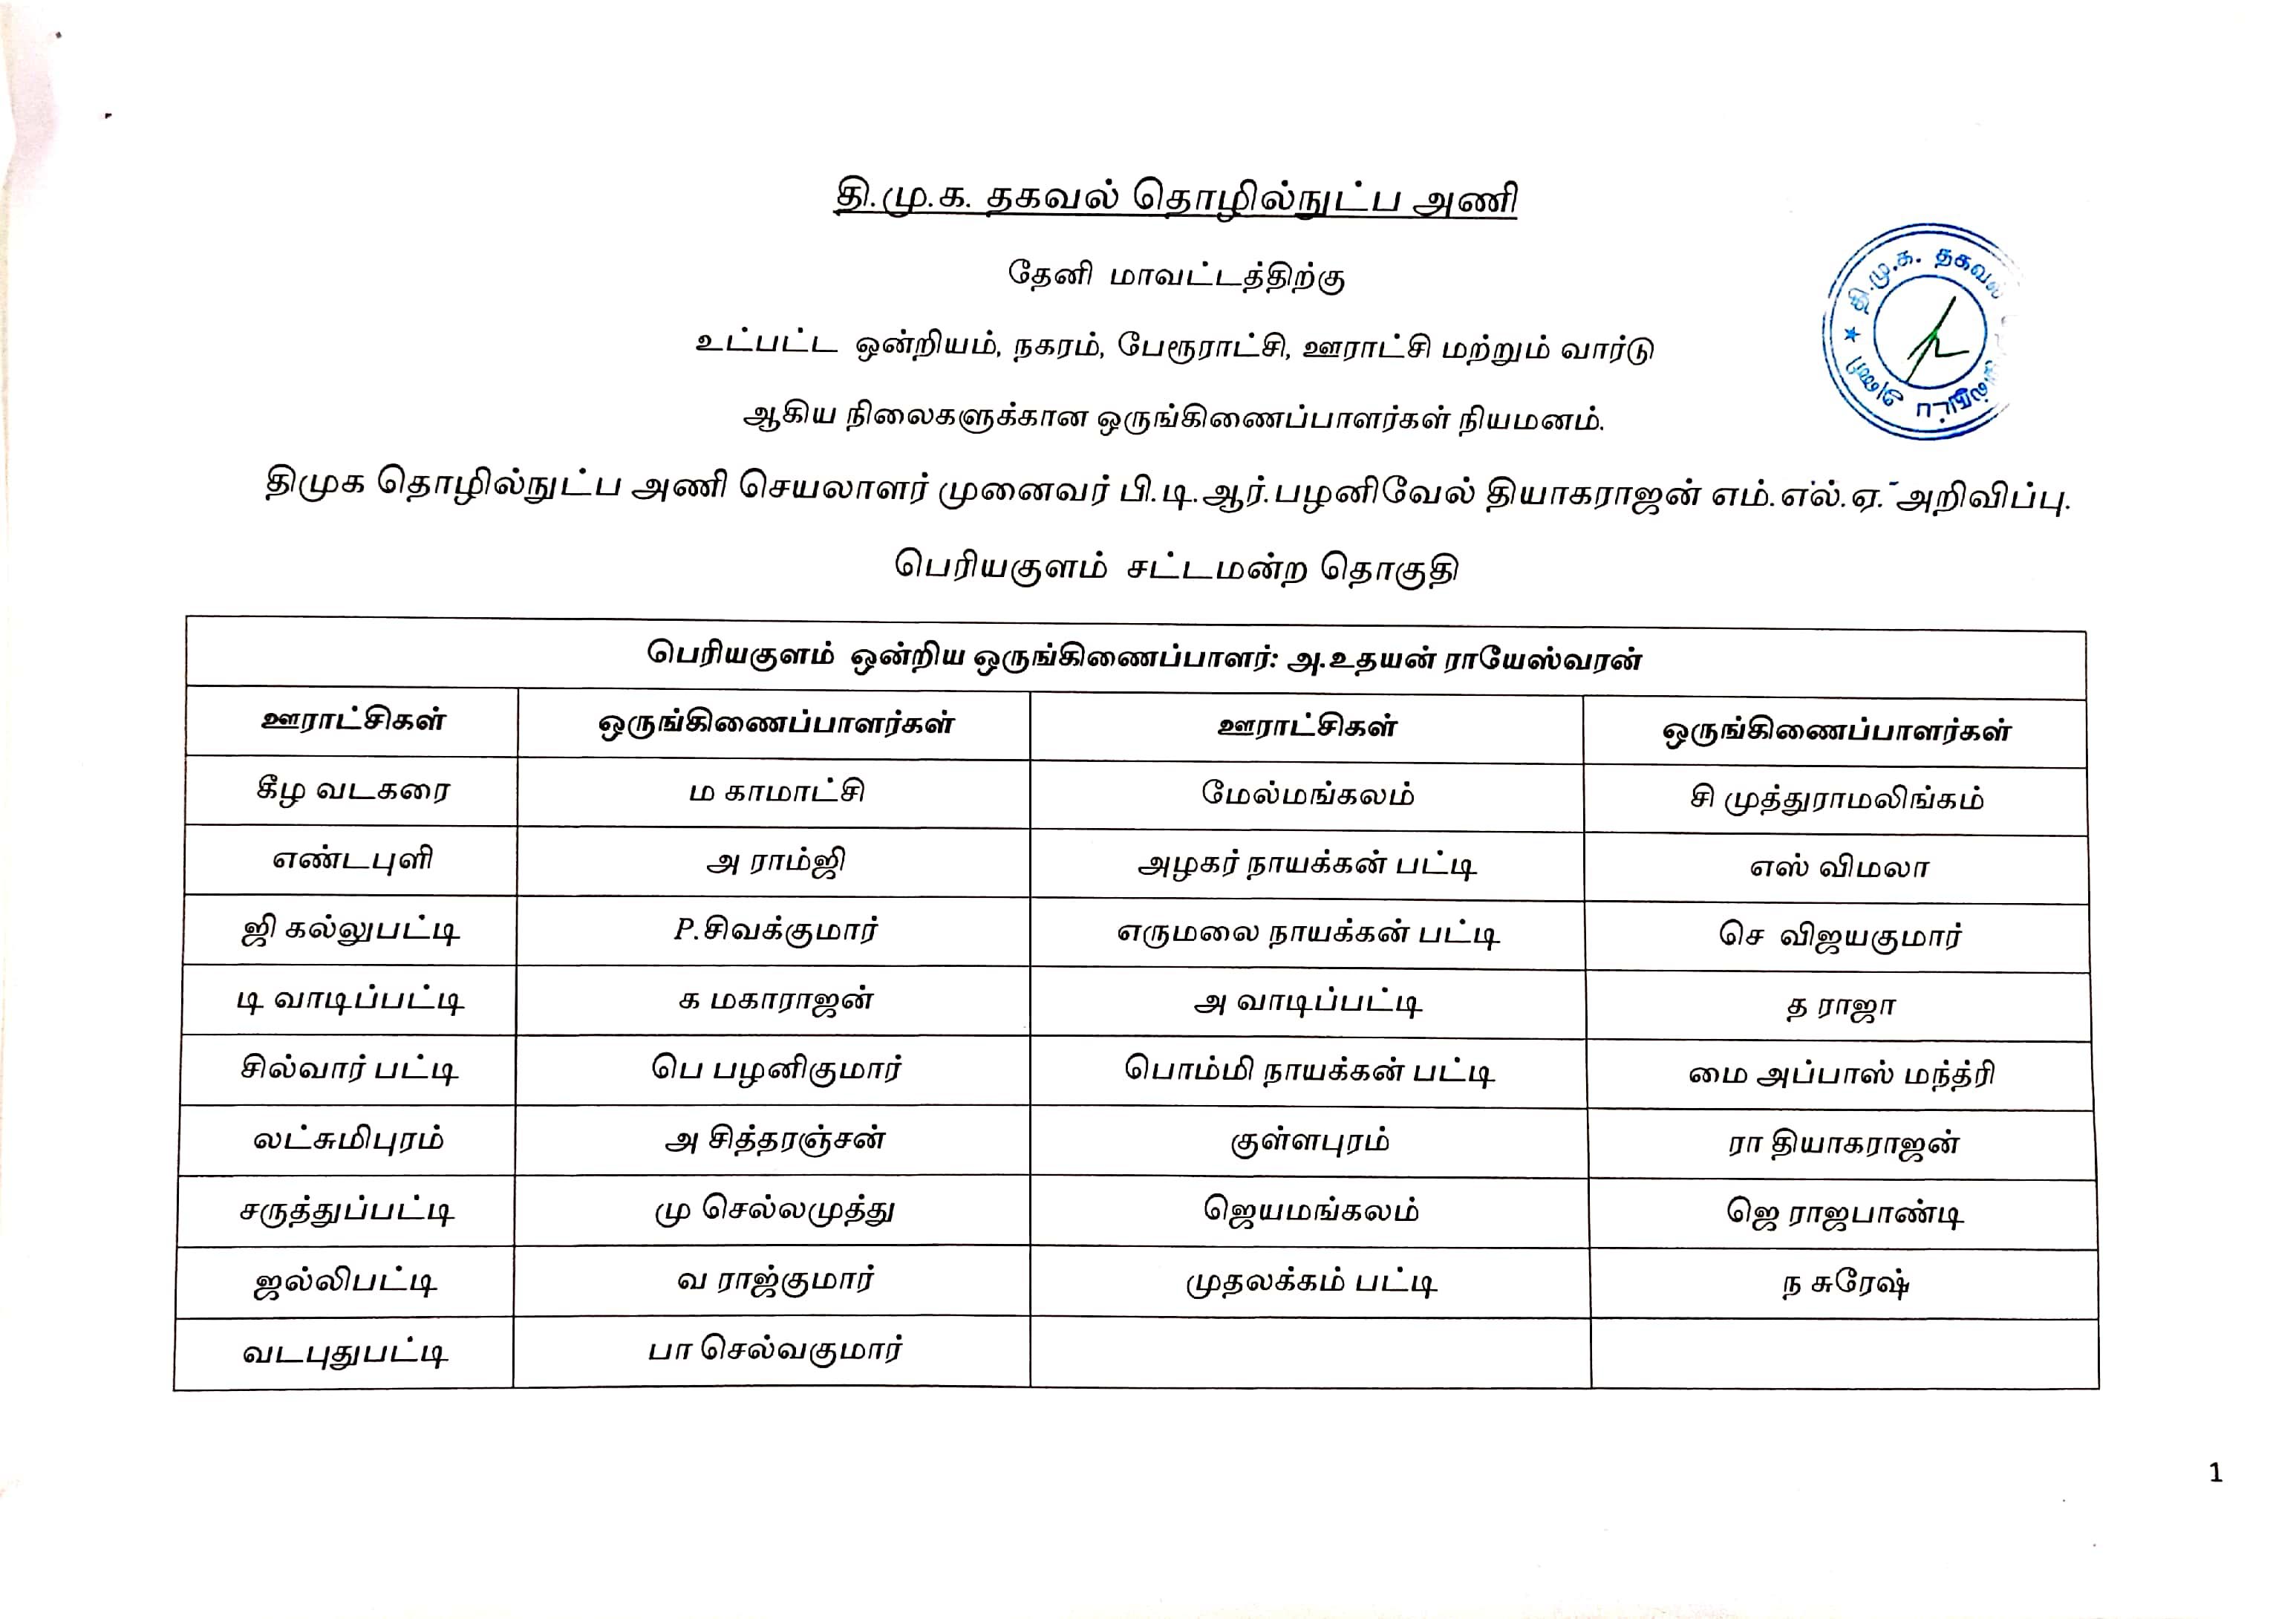 தி.மு.க. தகவல் தொழில்நுட்ப அணி
தேனி மாவட்டத்திற்கு
உட்பட்ட ஒன்றியம், நகரம், பேரூராட்சி, ஊராட்சி மற்றும் வார்டு
ஆகிய நிலைகளுக்கான ஒருங்கிணைப்பாளர்கள் நியமனம்.
தி.மு.க. தகவல்
அணி
திமுக தொழில்நுட்ப அணி செயலாளர் முனைவர் பி.டி.ஆர்.பழனிவேல் தியாகராஜன் எம்.எல்.ஏ. அறிவிப்பு.
பெரியகுளம் சட்டமன்ற தொகுதி
பெரியகுளம் ஒன்றிய ஒருங்கிணைப்பாளர்: அ.உதயன் ராயேஸ்வரன்
ஊராட்சிகள் ஒருங்கிணைப்பாளர்கள் ஊராட்சிகள் ஒருங்கிணைப்பாளர்கள்
கீழ வடகரை ம காமாட்சி மேல்மங்கலம் சி முத்துராமலிங்கம்
எண்டபுளி அ ராம்ஜி அழகர் நாயக்கன் பட்டி எஸ் விமலா
ஜி கல்லுபட்டி P.சிவக்குமார் எருமலை நாயக்கன் பட்டி செ விஜயகுமார்
டி வாடிப்பட்டி க மகாராஜன் அ வாடிப்பட்டி த ராஜா
சில்வார் பட்டி பெ பழனிகுமார் பொம்மி நாயக்கன் பட்டி மை அப்பாஸ் மந்த்ரி
லட்சுமிபுரம் அ சித்தரஞ்சன் குள்ளபுரம் ரா தியாகராஜன்
சருத்துப்பட்டி மு செல்லமுத்து ஜெயமங்கலம் ஜெ ராஜபாண்டி
ஜல்லிபட்டி வ ராஜ்குமார் முதலக்கம் பட்டி ந சுரேஷ்
வடபுதுபட்டி பா செல்வகுமார்
1